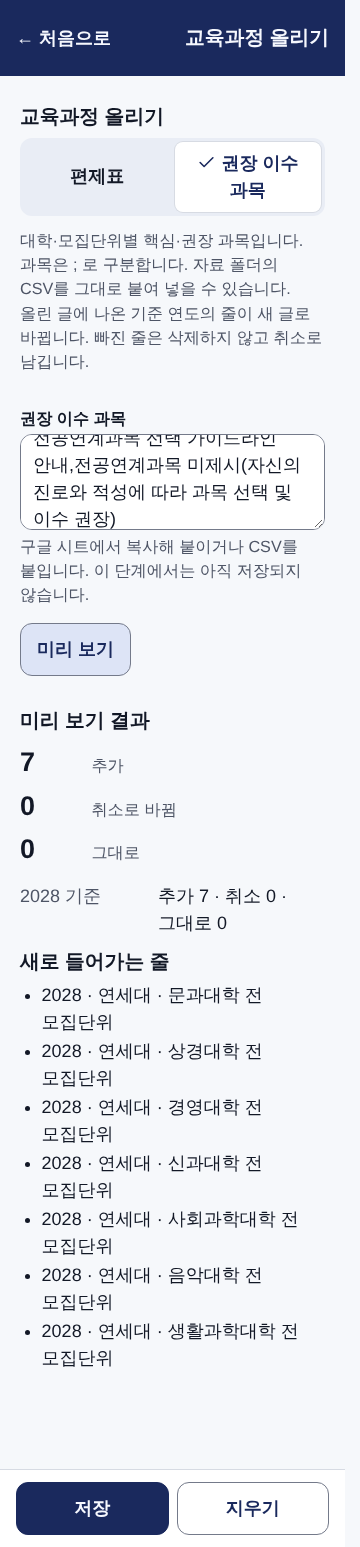 ← 처음으로
교육과정 올리기
교육과정 올리기
편제표
✓ 권장 이수
과목
대학·모집단위별 핵심·권장 과목입니다.
과목은 ; 로 구분합니다. 자료 폴더의
CSV를 그대로 붙여 넣을 수 있습니다.
올린 글에 나온 기준 연도의 줄이 새 글로
바뀝니다. 빠진 줄은 삭제하지 않고 취소로
남깁니다.
권장 이수 과목
전공연계과목 선택 가이드라인
안내,전공연계과목 미제시(자신의
진로와 적성에 따라 과목 선택 및
이수 권장)
구글 시트에서 복사해 붙이거나 CSV를
붙입니다. 이 단계에서는 아직 저장되지
않습니다.
미리 보기
미리 보기 결과
7 추가
0 취소로 바뀜
0 그대로
2028 기준 추가 7 · 취소 0 ·
그대로 0
새로 들어가는 줄
• 2028 · 연세대 · 문과대학 전
모집단위
• 2028 · 연세대 · 상경대학 전
모집단위
• 2028 · 연세대 · 경영대학 전
모집단위
• 2028 · 연세대 · 신과대학 전
모집단위
• 2028 · 연세대 · 사회과학대학 전
모집단위
• 2028 · 연세대 · 음악대학 전
모집단위
• 2028 · 연세대 · 생활과학대학 전
모집단위
저장
지우기